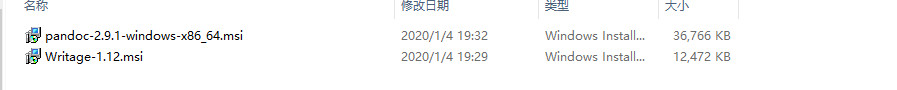 名称 修改日期 类型 大小
pandoc-2.9.1-windows-x86_64.msi 2020/1/4 19:32 Windows Install... 36,766 KB
Writage-1.12.msi 2020/1/4 19:29 Windows Install... 12,472 KB